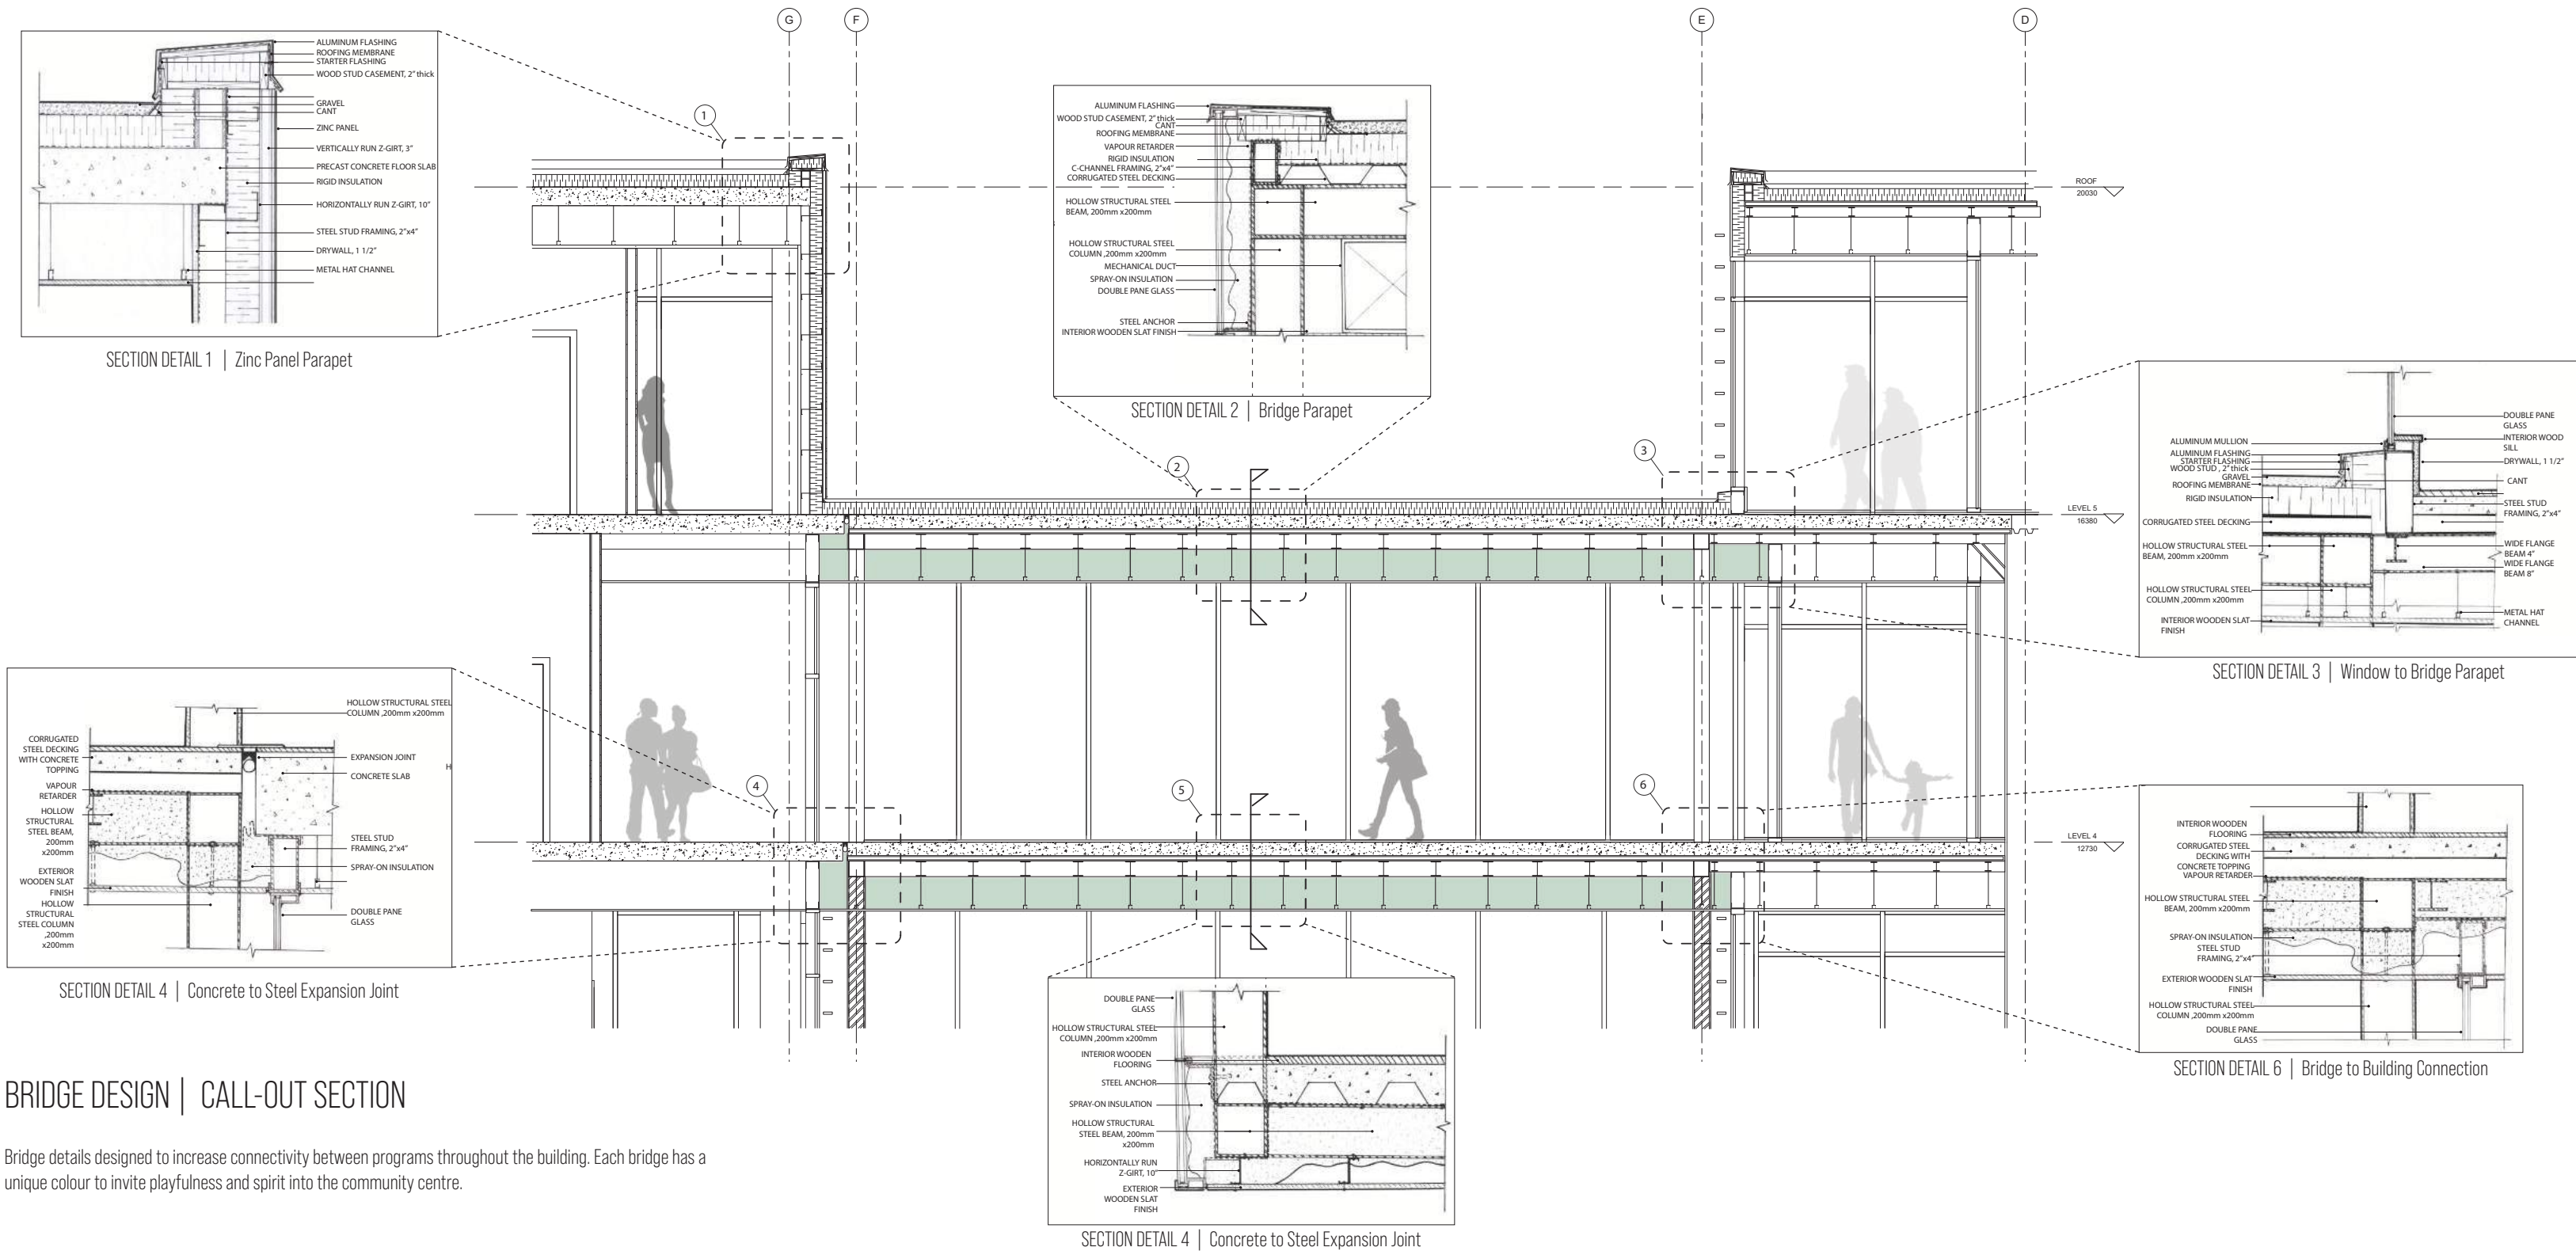 G
F
E
D
ALUMINUM FLASHING
ROOFING MEMBRANE
STARTER FLASHING
WOOD STUD CASEMENT, 2" thick
GRAVEL
CANT
ZINC PANEL
VERTICALLY RUN Z-GIRT, 3"
PRECAST CONCRETE FLOOR SLAB
RIGID INSULATION
HORIZONTALLY RUN Z-GIRT, 10"
STEEL STUD FRAMING, 2"x4"
DRYWALL, 1 1/2"
METAL HAT CHANNEL
SECTION DETAIL 1 | Zinc Panel Parapet
1
ALUMINUM FLASHING
WOOD STUD CASEMENT, 2" thick
CANT
ROOFING MEMBRANE
VAPOUR RETARDER
RIGID INSULATION
C-CHANNEL FRAMING, 2"x4"
CORRUGATED STEEL DECKING
HOLLOW STRUCTURAL STEEL
BEAM, 200mm x200mm
HOLLOW STRUCTURAL STEEL
COLUMN ,200mm x200mm
MECHANICAL DUCT
SPRAY-ON INSULATION
DOUBLE PANE GLASS
STEEL ANCHOR
INTERIOR WOODEN SLAT FINISH
SECTION DETAIL 2 | Bridge Parapet
2
3
ROOF
20030
LEVEL 5
16380
LEVEL 4
12730
DOUBLE PANE
GLASS
INTERIOR WOOD
SILL
DRYWALL, 1 1/2"
CANT
STEEL STUD
FRAMING, 2"x4"
WIDE FLANGE
BEAM 4"
WIDE FLANGE
BEAM 8"
METAL HAT
CHANNEL
ALUMINUM MULLION
ALUMINUM FLASHING
STARTER FLASHING
WOOD STUD , 2" thick
GRAVEL
ROOFING MEMBRANE
RIGID INSULATION
CORRUGATED STEEL DECKING
HOLLOW STRUCTURAL STEEL
BEAM, 200mm x200mm
HOLLOW STRUCTURAL STEEL
COLUMN ,200mm x200mm
INTERIOR WOODEN SLAT
FINISH
SECTION DETAIL 3 | Window to Bridge Parapet
HOLLOW STRUCTURAL STEEL
COLUMN ,200mm x200mm
CORRUGATED
STEEL DECKING
WITH CONCRETE
TOPPING
VAPOUR
RETARDER
HOLLOW
STRUCTURAL
STEEL BEAM,
200mm
x200mm
EXTERIOR
WOODEN SLAT
FINISH
HOLLOW
STRUCTURAL
STEEL COLUMN
,200mm
x200mm
EXPANSION JOINT
H
CONCRETE SLAB
STEEL STUD
FRAMING, 2"x4"
SPRAY-ON INSULATION
DOUBLE PANE
GLASS
SECTION DETAIL 4 | Concrete to Steel Expansion Joint
4
5
6
DOUBLE PANE
GLASS
HOLLOW STRUCTURAL STEEL
COLUMN ,200mm x200mm
INTERIOR WOODEN
FLOORING
STEEL ANCHOR
SPRAY-ON INSULATION
HOLLOW STRUCTURAL
STEEL BEAM, 200mm
x200mm
HORIZONTALLY RUN
Z-GIRT, 10"
EXTERIOR
WOODEN SLAT
FINISH
SECTION DETAIL 4 | Concrete to Steel Expansion Joint
INTERIOR WOODEN
FLOORING
CORRUGATED STEEL
DECKING WITH
CONCRETE TOPPING
VAPOUR RETARDER
HOLLOW STRUCTURAL STEEL
BEAM, 200mm x200mm
SPRAY-ON INSULATION
STEEL STUD
FRAMING, 2"x4"
EXTERIOR WOODEN SLAT
FINISH
HOLLOW STRUCTURAL STEEL
COLUMN ,200mm x200mm
DOUBLE PANE
GLASS
SECTION DETAIL 6 | Bridge to Building Connection
BRIDGE DESIGN | CALL-OUT SECTION
Bridge details designed to increase connectivity between programs throughout the building. Each bridge has a
unique colour to invite playfulness and spirit into the community centre.